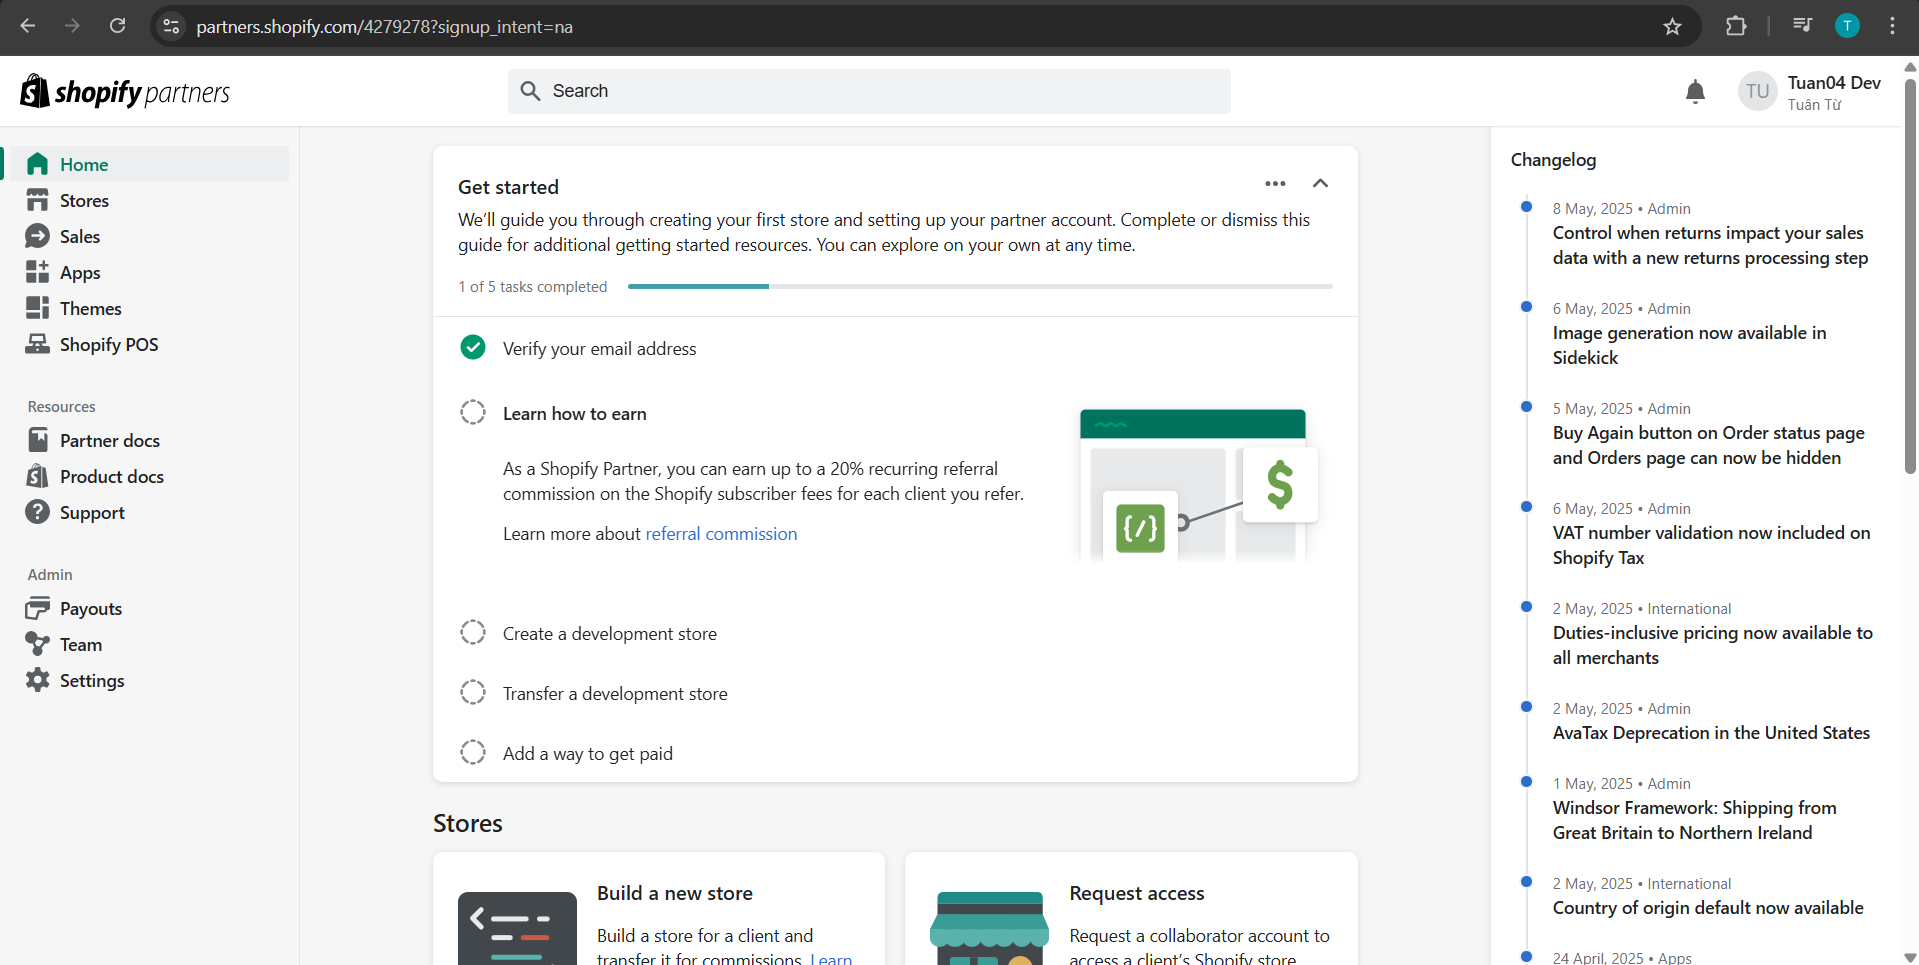 partners.shopify.com/4279278?signup_intent=na
T
shopify partners
Search
TU
Tuan04 Dev
Tuân Từ
Home
Stores
Sales
Apps
Themes
Shopify POS
Resources
Partner docs
Product docs
Support
Admin
Payouts
Team
Settings
Get started
We'll guide you through creating your first store and setting up your partner account. Complete or dismiss this
guide for additional getting started resources. You can explore on your own at any time.
1 of 5 tasks completed
Verify your email address
Learn how to earn
As a Shopify Partner, you can earn up to a 20% recurring referral
commission on the Shopify subscriber fees for each client you refer.
Learn more about referral commission
{/}
$
Create a development store
Transfer a development store
Add a way to get paid
Stores
Build a new store
Build a store for a client and
transfer it for commissions. Learn
Request access
Request a collaborator account to
access a client's Shopify store
Changelog
8 May, 2025 • Admin
Control when returns impact your sales
data with a new returns processing step
6 May, 2025 • Admin
Image generation now available in
Sidekick
5 May, 2025 • Admin
Buy Again button on Order status page
and Orders page can now be hidden
6 May, 2025 • Admin
VAT number validation now included on
Shopify Tax
2 May, 2025 • International
Duties-inclusive pricing now available to
all merchants
2 May, 2025 • Admin
AvaTax Deprecation in the United States
1 May, 2025 • Admin
Windsor Framework: Shipping from
Great Britain to Northern Ireland
2 May, 2025 • International
Country of origin default now available
24 April, 2025 • Apps